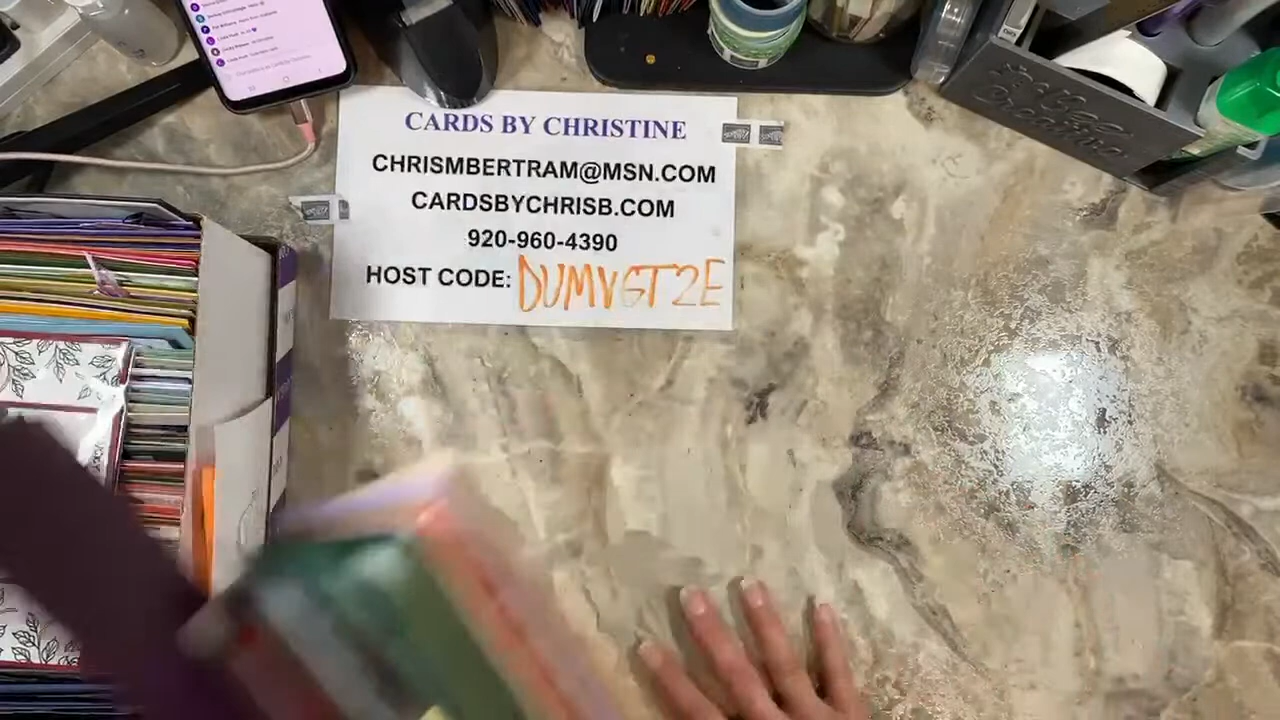 CARDS BY CHRISTINE
CHRISMBERTRAM@MSN.COM
CARDSBYCHRISB.COM
920-960-4390
HOST CODE: DUMVGT2E